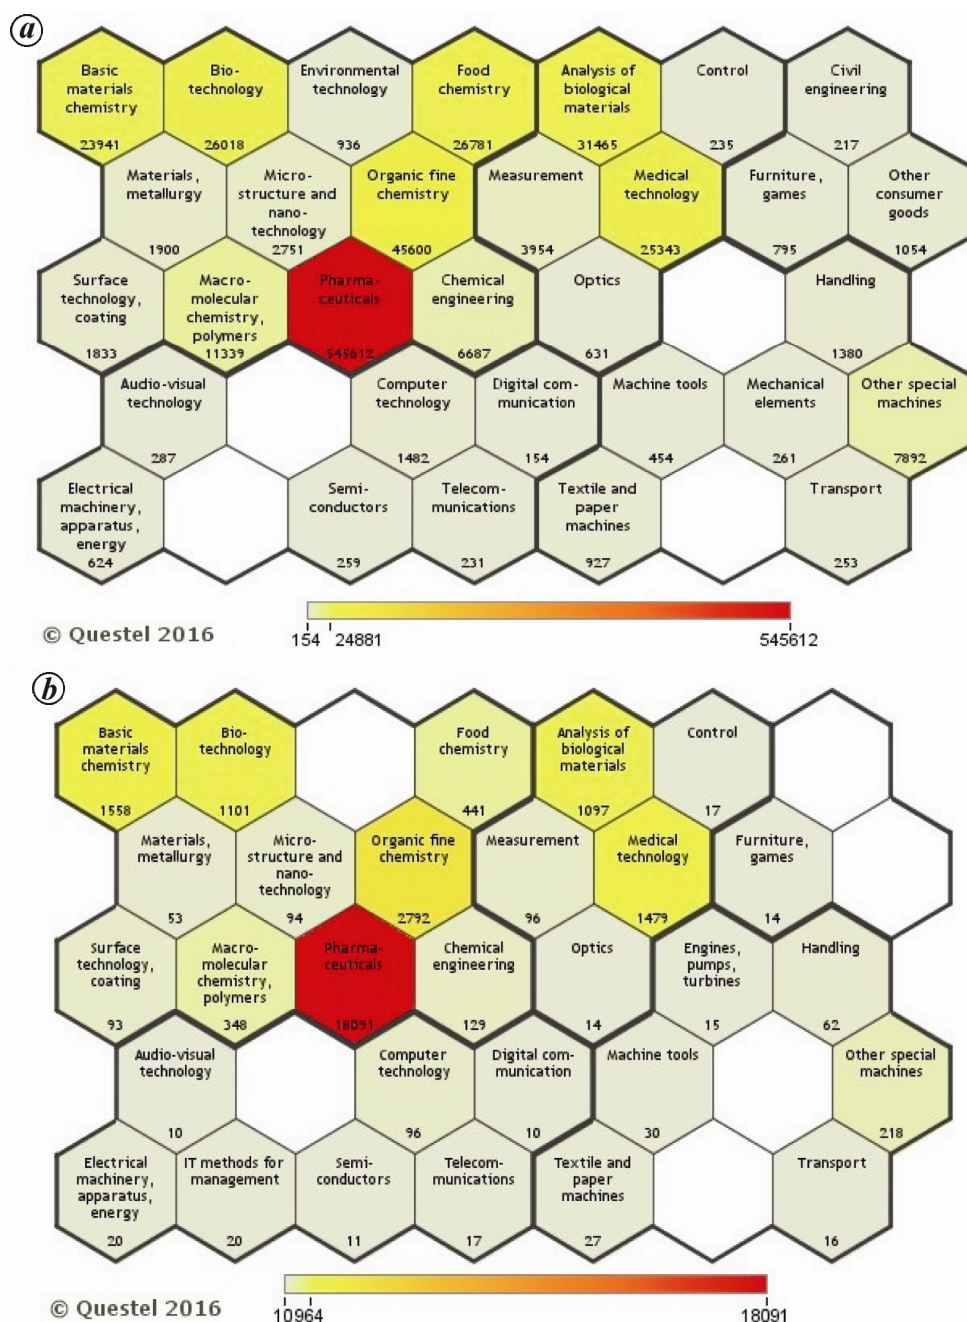 a
Basic
materials
chemistry
23941
Bio-
technology
26018
Environmental
technology
936
Food
chemistry
26781
Analysis of
biological
materials
31465
Control
235
Civil
engineering
217
Materials,
metallurgy
1900
Micro-
structure and
nano-
technology
2751
Organic fine
chemistry
45600
Measurement
3954
Medical
technology
25343
Furniture,
games
795
Other
consumer
goods
1054
Surface
technology,
coating
1833
Macro-
molecular
chemistry,
polymers
11339
Pharma-
ceuticals
545612
Chemical
engineering
6687
Optics
631
Handling
1380
Audio-visual
technology
287
Computer
technology
1482
Digital com-
munication
154
Machine tools
454
Mechanical
elements
261
Other special
machines
7892
Electrical
machinery,
apparatus,
energy
624
Semi-
conductors
259
Telecom-
munications
231
Textile and
paper
machines
927
Transport
253
© Questel 2016
154 24881 545612
b
Basic
materials
chemistry
1558
Bio-
technology
1101
Food
chemistry
441
Analysis of
biological
materials
1097
Control
17
Materials,
metallurgy
53
Micro-
structure and
nano-
technology
94
Organic fine
chemistry
2792
Measurement
96
Medical
technology
1479
Furniture,
games
14
Surface
technology,
coating
93
Macro-
molecular
chemistry,
polymers
348
Pharma-
ceuticals
18091
Chemical
engineering
129
Optics
14
Engines,
pumps,
turbines
15
Handling
62
Audio-visual
technology
10
Computer
technology
96
Digital com-
munication
10
Machine tools
30
Other special
machines
218
Electrical
machinery,
apparatus,
energy
20
IT methods for
management
20
Semi-
conductors
11
Telecom-
munications
17
Textile and
paper
machines
27
Transport
16
© Questel 2016
10964 18091